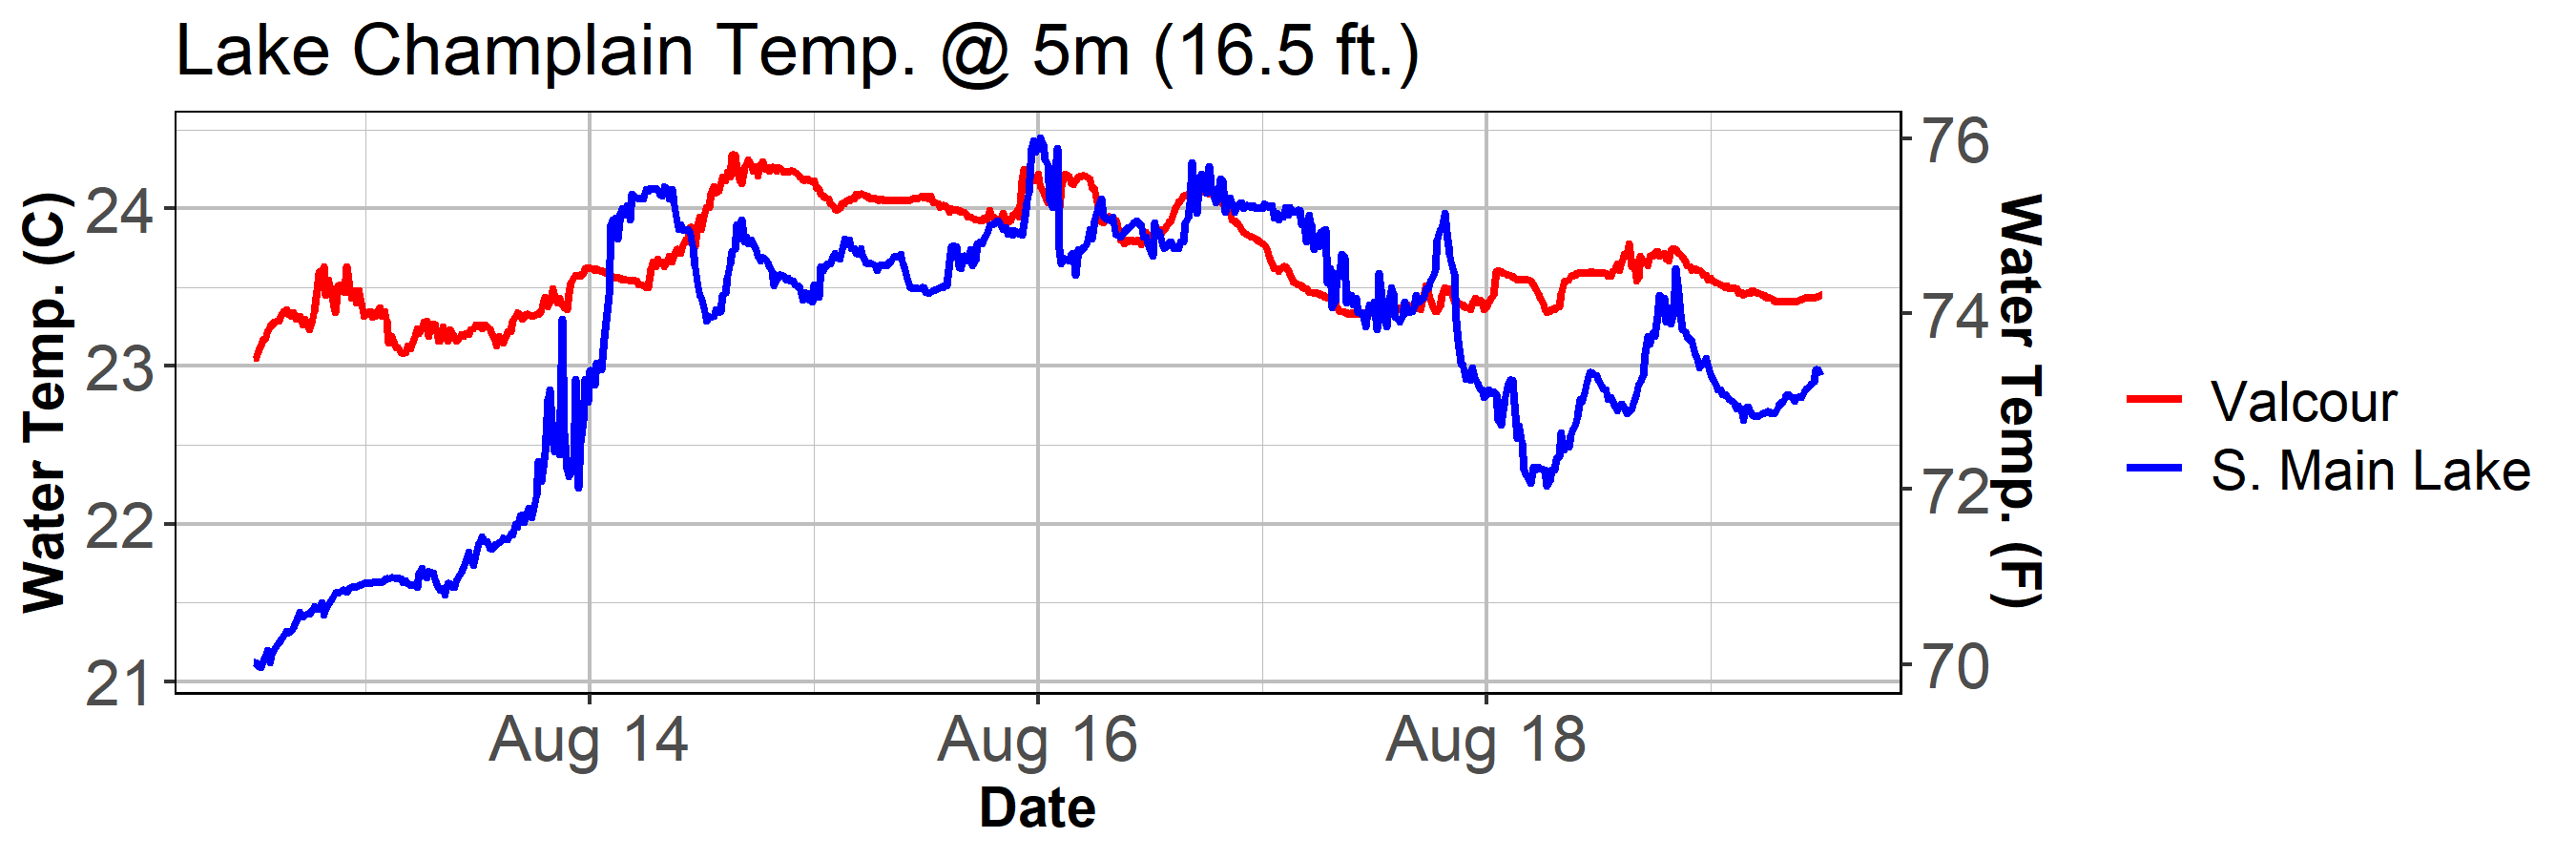 Lake Champlain Temp. @ 5m (16.5 ft.)
Water Temp. (C)
24
23
22
21
76
74
72
70
Water Temp. (F)
Aug 14
Aug 16
Aug 18
Date
Valcour
S. Main Lake